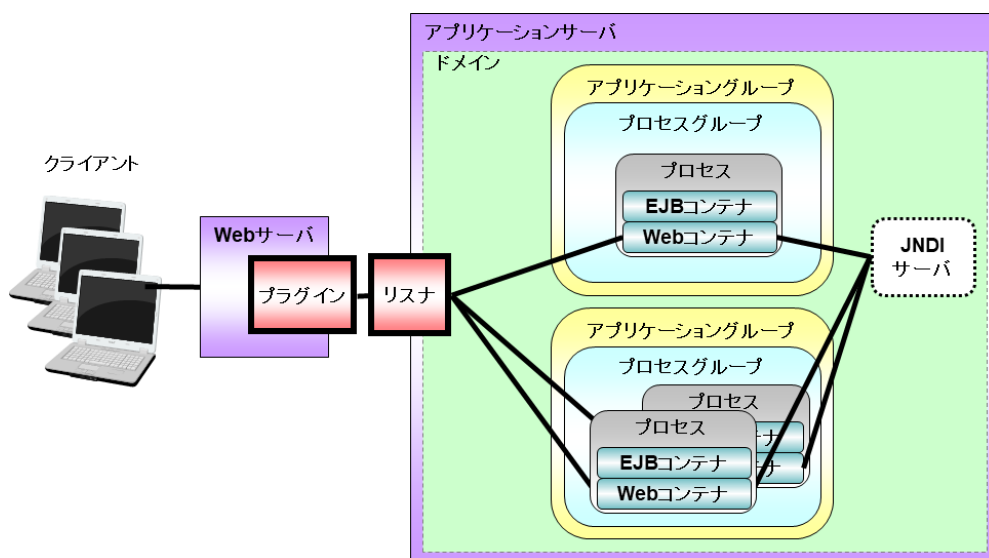 アプリケーションサーバ
ドメイン
アプリケーショングループ
プロセスグループ
プロセス
EJBコンテナ
Webコンテナ
クライアント
Webサーバ
プラグイン
リスナ
JNDI
サーバ
アプリケーショングループ
プロセスグループ
プロセス
プロセス
テナ
EJBコンテナ
テナ
Webコンテナ